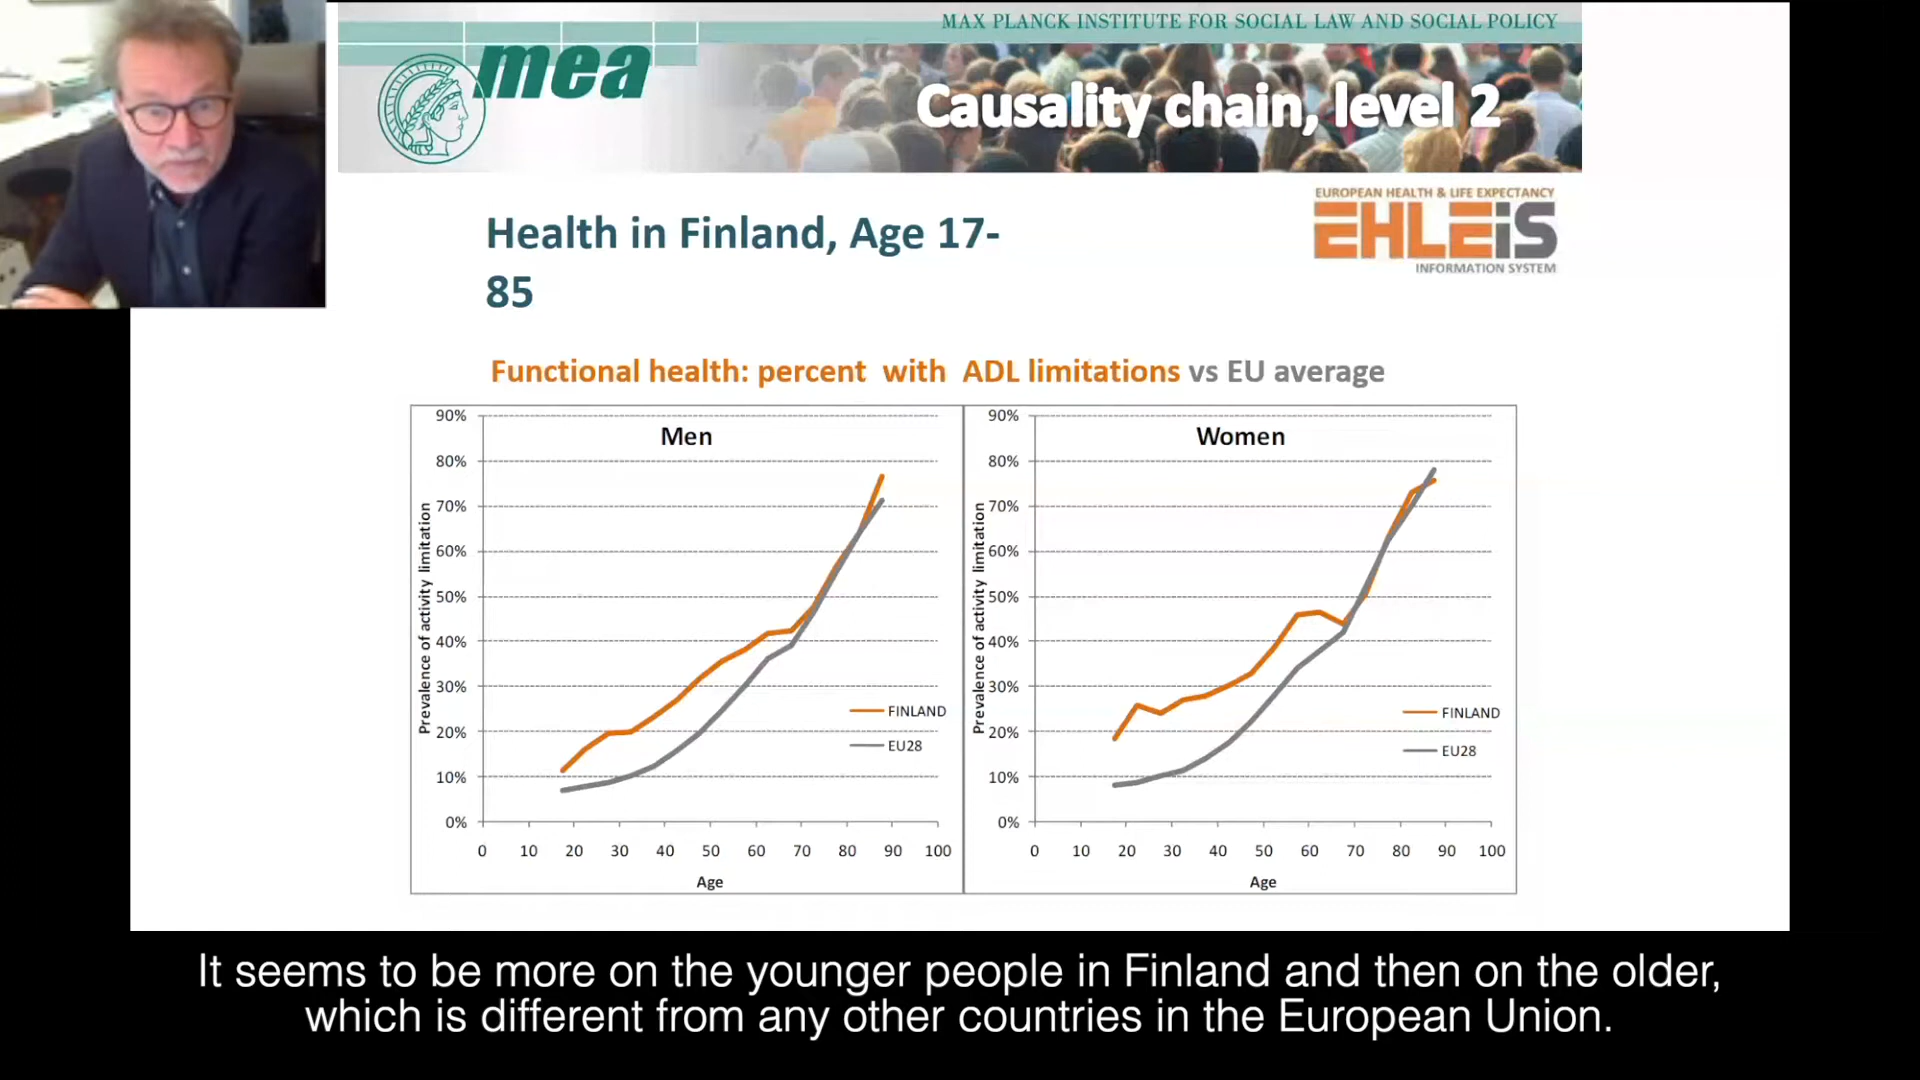 MAX PLANCK INSTITUTE FOR SOCIAL LAW AND SOCIAL POLICY
mea
Causality chain, level 2
EUROPEAN HEALTH & LIFE EXPECTANCY
EHLEiS
INFORMATION SYSTEM
Health in Finland, Age 17-
85
Functional health: percent with ADL limitations vs EU average
Men
90%
80%
70%
60%
50%
40%
30%
20%
10%
0%
Prevalence of activity limitation
FINLAND
EU28
0 10 20 30 40 50 60 70 80 90 100
Age
Women
90%
80%
70%
60%
50%
40%
30%
20%
10%
0%
Prevalence of activity limitation
FINLAND
EU28
0 10 20 30 40 50 60 70 80 90 100
Age
It seems to be more on the younger people in Finland and then on the older,
which is different from any other countries in the European Union.